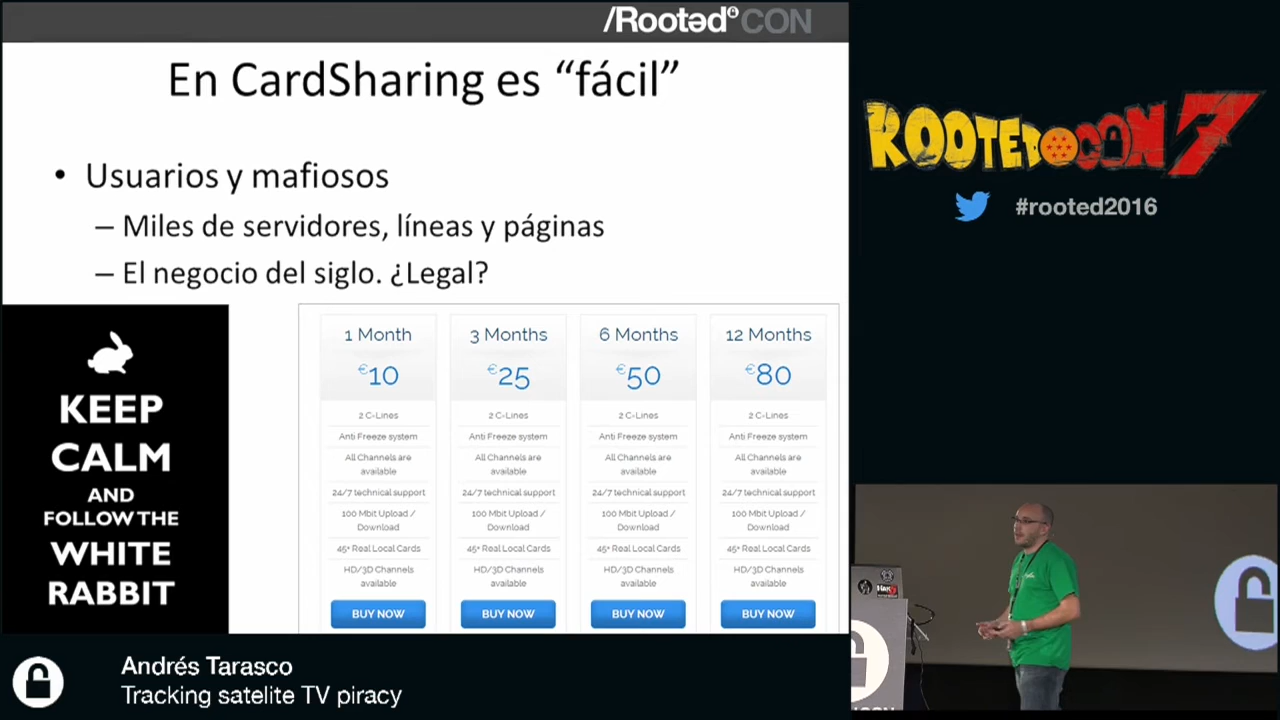 /Rootəd CON
En CardSharing es “fácil”
• Usuarios y mafiosos
– Miles de servidores, líneas y páginas
– El negocio del siglo. ¿Legal?
KEEP
CALM
AND
FOLLOW THE
WHITE
RABBIT
1 Month
€10
2 C-Lines
Anti Freeze system
All Channels are
available
24/7 technical support
100 Mbit Upload /
Download
45+ Real Local Cards
HD/3D Channels
available
BUY NOW
3 Months
€25
2 C-Lines
Anti Freeze system
All Channels are
available
24/7 technical support
100 Mbit Upload /
Download
45+ Real Local Cards
HD/3D Channels
available
BUY NOW
6 Months
€50
2 C-Lines
Anti Freeze system
All Channels are
available
24/7 technical support
100 Mbit Upload /
Download
45+ Real Local Cards
HD/3D Channels
available
BUY NOW
12 Months
€80
2 C-Lines
Anti Freeze system
All Channels are
available
24/7 technical support
100 Mbit Upload /
Download
45+ Real Local Cards
HD/3D Channels
available
BUY NOW
ROOTED CON 7
#rooted2016
Andrés Tarasco
Tracking satelite TV piracy